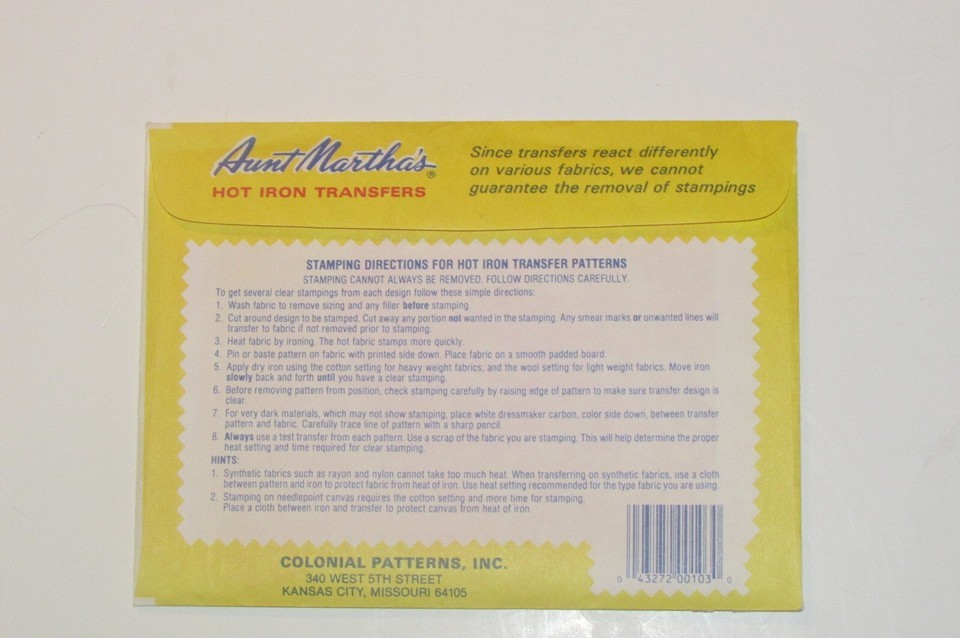 Aunt Martha's®
HOT IRON TRANSFERS
Since transfers react differently
on various fabrics, we cannot
guarantee the removal of stampings
STAMPING DIRECTIONS FOR HOT IRON TRANSFER PATTERNS
STAMPING CANNOT ALWAYS BE REMOVED. FOLLOW DIRECTIONS CAREFULLY.
To get several clear stampings from each design follow these simple directions:
1. Wash fabric to remove sizing and any filler before stamping.
2. Cut around design to be stamped. Cut away any portion not wanted in the stamping. Any smear marks or unwanted lines will
transfer to fabric if not removed prior to stamping.
3. Heat fabric by ironing. The hot fabric stamps more quickly.
4. Pin or baste pattern on fabric with printed side down. Place fabric on a smooth padded board.
5. Apply dry iron using the cotton setting for heavy weight fabrics, and the wool setting for light weight fabrics. Move iron
slowly back and forth until you have a clear stamping.
6. Before removing pattern from position, check stamping carefully by raising edge of pattern to make sure transfer design is
clear.
7. For very dark materials, which may not show stamping, place white dressmaker carbon, color side down, between transfer
pattern and fabric. Carefully trace line of pattern with a sharp pencil.
8. Always use a test transfer from each pattern. Use a scrap of the fabric you are stamping. This will help determine the proper
heat setting and time required for clear stamping.
HINTS:
1. Synthetic fabrics such as rayon and nylon cannot take too much heat. When transferring on synthetic fabrics, use a cloth
between pattern and iron to protect fabric from heat of iron. Use heat setting recommended for the type fabric you are using.
2. Stamping on needlepoint canvas requires the cotton setting and more time for stamping.
Place a cloth between iron and transfer to protect canvas from heat of iron.
COLONIAL PATTERNS, INC.
340 WEST 5TH STREET
KANSAS CITY, MISSOURI 64105
0 43272 00103 0